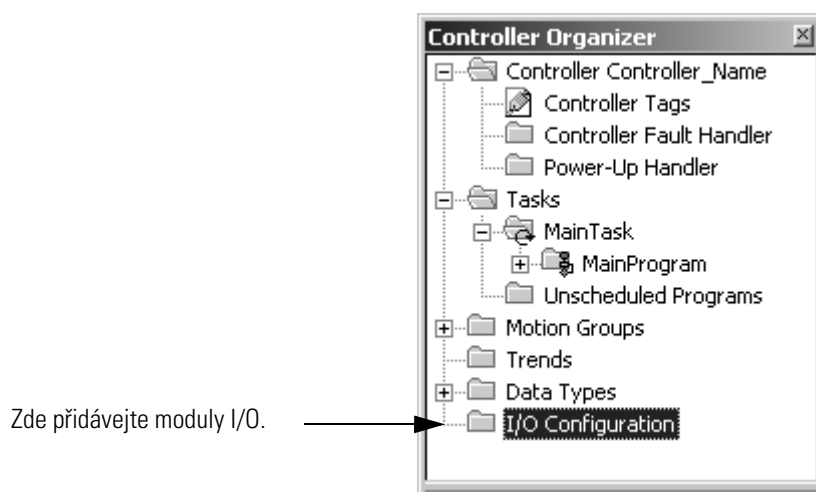 Controller Organizer
Controller Controller_Name
Controller Tags
Controller Fault Handler
Power-Up Handler
Tasks
MainTask
MainProgram
Unscheduled Programs
Motion Groups
Trends
Data Types
Zde přidávejte moduly I/O.
I/O Configuration